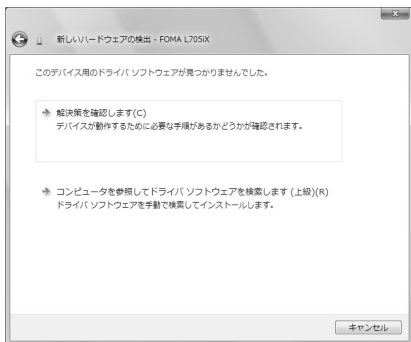 新しいハードウェアの検出 - FOMA L705iX
このデバイス用のドライバ ソフトウェアが見つかりませんでした。
解決策を確認します(C)
デバイスが動作するために必要な手順があるかどうかが確認されます。
コンピュータを参照してドライバ ソフトウェアを検索します (上級)(R)
ドライバ ソフトウェアを手動で検索してインストールします。
キャンセル